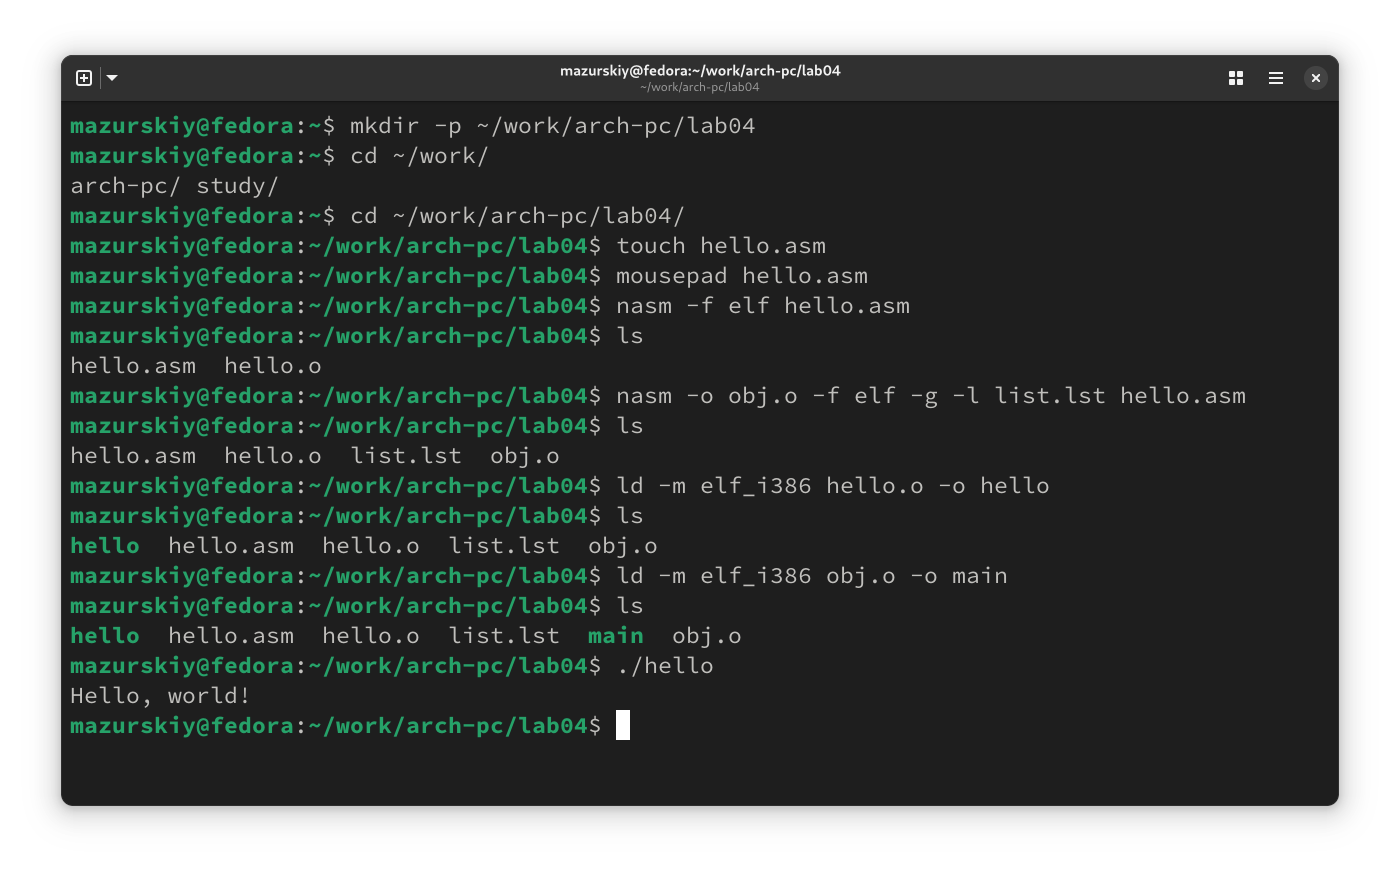 mazurskiy@fedora:~/work/arch-pc/lab04
~/work/arch-pc/lab04
mazurskiy@fedora:~$ mkdir -p ~/work/arch-pc/lab04
mazurskiy@fedora:~$ cd ~/work/
arch-pc/ study/
mazurskiy@fedora:~$ cd ~/work/arch-pc/lab04/
mazurskiy@fedora:~/work/arch-pc/lab04$ touch hello.asm
mazurskiy@fedora:~/work/arch-pc/lab04$ mousepad hello.asm
mazurskiy@fedora:~/work/arch-pc/lab04$ nasm -f elf hello.asm
mazurskiy@fedora:~/work/arch-pc/lab04$ ls
hello.asm  hello.o
mazurskiy@fedora:~/work/arch-pc/lab04$ nasm -o obj.o -f elf -g -l list.lst hello.asm
mazurskiy@fedora:~/work/arch-pc/lab04$ ls
hello.asm  hello.o  list.lst  obj.o
mazurskiy@fedora:~/work/arch-pc/lab04$ ld -m elf_i386 hello.o -o hello
mazurskiy@fedora:~/work/arch-pc/lab04$ ls
hello  hello.asm  hello.o  list.lst  obj.o
mazurskiy@fedora:~/work/arch-pc/lab04$ ld -m elf_i386 obj.o -o main
mazurskiy@fedora:~/work/arch-pc/lab04$ ls
hello  hello.asm  hello.o  list.lst  main  obj.o
mazurskiy@fedora:~/work/arch-pc/lab04$ ./hello
Hello, world!
mazurskiy@fedora:~/work/arch-pc/lab04$